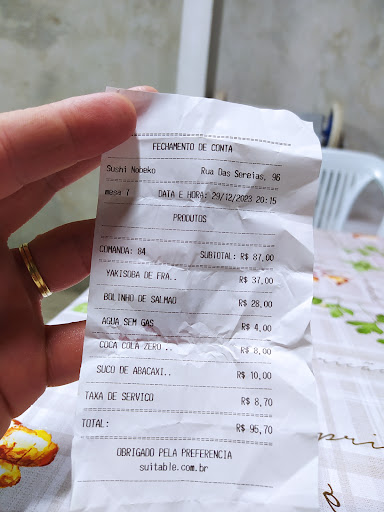 FECHAMENTO DE CONTA
Sushi Nobeko Rua Das Sereias, 96
mesa 7 DATA E HORA: 29/12/2023 20:15
PRODUTOS
COMANDA: 84 SUBTOTAL: R$ 87,00
YAKISOBA DE FRA.. R$ 37,00
BOLINHO DE SALMAO R$ 28,00
AGUA SEM GAS R$ 4,00
COCA COLA ZERO .. R$ 8,00
SUCO DE ABACAXI.. R$ 10,00
TAXA DE SERVICO R$ 8,70
TOTAL: R$ 95,70
OBRIGADO PELA PREFERENCIA
suitable.com.br